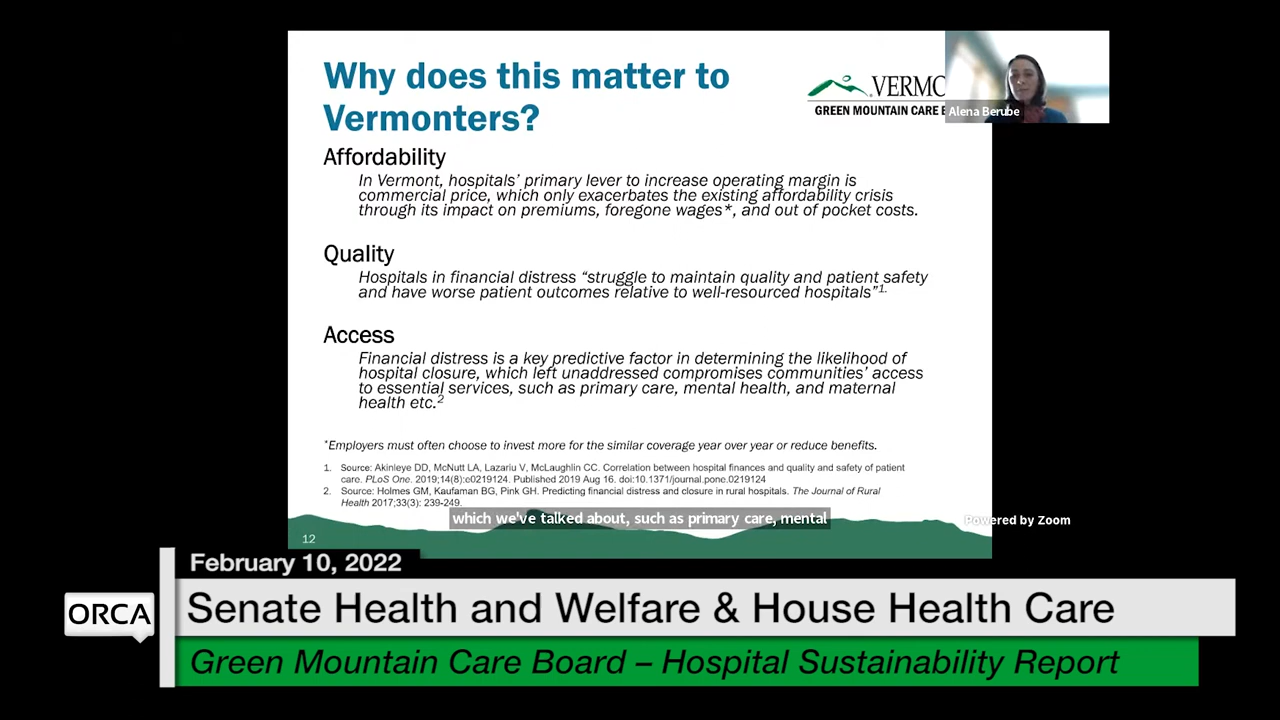 Why does this matter to
Vermonters?
VERMO
GREEN MOUNTAIN CARE B
Alena Berube
Affordability
In Vermont, hospitals' primary lever to increase operating margin is
commercial price, which only exacerbates the existing affordability crisis
through its impact on premiums, foregone wages*, and out of pocket costs.
Quality
Hospitals in financial distress “struggle to maintain quality and patient safety
and have worse patient outcomes relative to well-resourced hospitals”1.
Access
Financial distress is a key predictive factor in determining the likelihood of
hospital closure, which left unaddressed compromises communities' access
to essential services, such as primary care, mental health, and maternal
health etc.2
*Employers must often choose to invest more for the similar coverage year over year or reduce benefits.
1. Source: Akinleye DD, McNutt LA, Lazariu V, McLaughlin CC. Correlation between hospital finances and quality and safety of patient
care. PLoS One. 2019;14(8):e0219124. Published 2019 Aug 16. doi:10.1371/journal.pone.0219124
2. Source: Holmes GM, Kaufaman BG, Pink GH. Predicting financial distress and closure in rural hospitals. The Journal of Rural
Health 2017;33(3): 239-249.
which we've talked about, such as primary care, mental
Powered by Zoom
12
February 10, 2022
ORCA
Senate Health and Welfare & House Health Care
Green Mountain Care Board – Hospital Sustainability Report